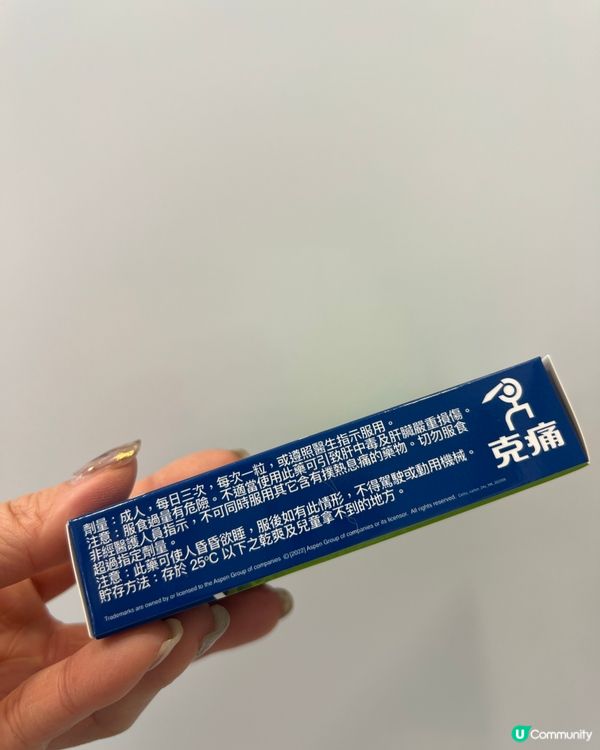 劑量：成人，每日三次，每次一粒，或遵照醫生指示服用。
注意：服食過量有危險。不適當使用此藥可引致肝中毒及肝臟嚴重損傷。
非經醫護人員指示，不可同時服用其它含有撲熱息痛的藥物。切勿服食
超過指定劑量。
注意：此藥可使人昏昏欲睡，服後如有此情形，不得駕駛或動用機械。
貯存方法：存於 25°C 以下之乾爽及兒童拿不到的地方。
Trademarks are owned by or licensed to the Aspen Group of companies. ©[2022] Aspen Group of companies or its licensor. All rights reserved.
克痛
U Community